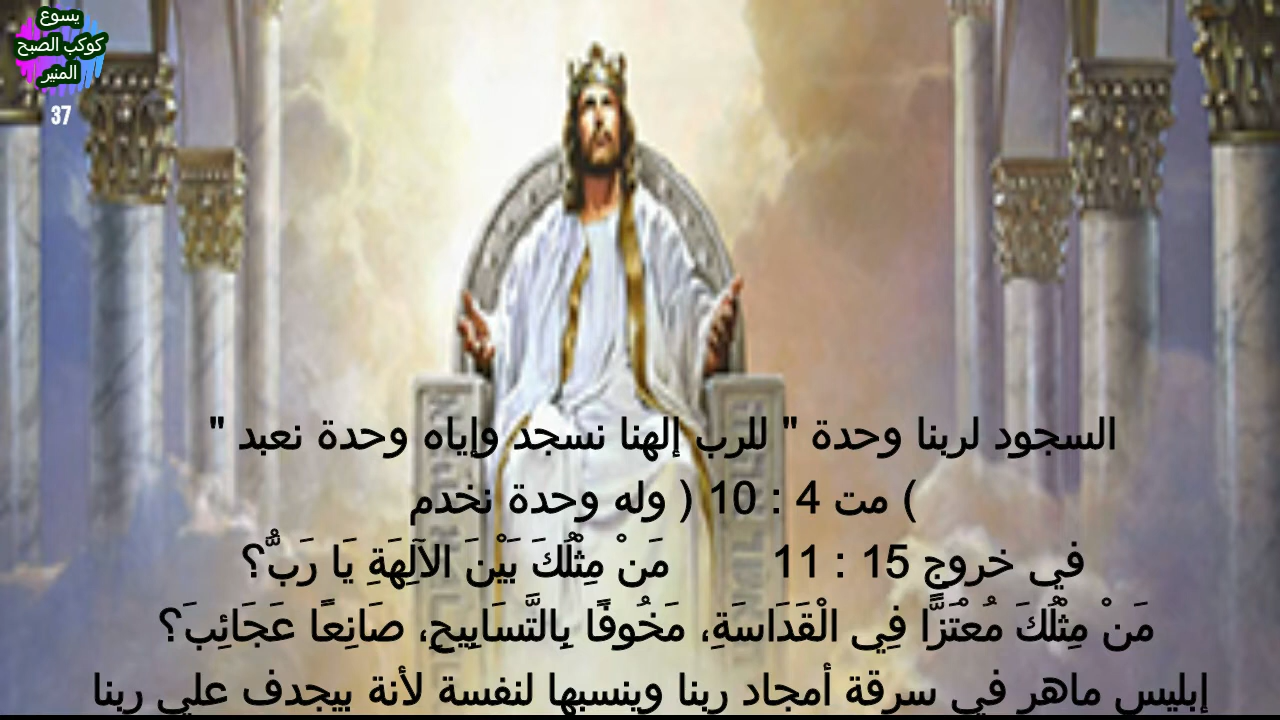 يسوع
كوكب الصبح
المنير
37
السجود لربنا وحدة " للرب إلهنا نسجد وإياه وحدة نعبد "
) مت 4 : 10 ( وله وحدة نخدم
في خروج 15 : 11 مَنْ مِثْلُكَ بَيْنَ الآلِهَةِ يَا رَبُّ؟
مَنْ مِثْلُكَ مُعْتَزًّا فِي الْقَدَاسَةِ، مَخُوفًا بِالتَّسَابِيحِ، صَانِعًا عَجَائِبَ؟
إبليس ماهر في سرقة أمجاد ربنا وينسبها لنفسة لأنة بيجدف علي ربنا